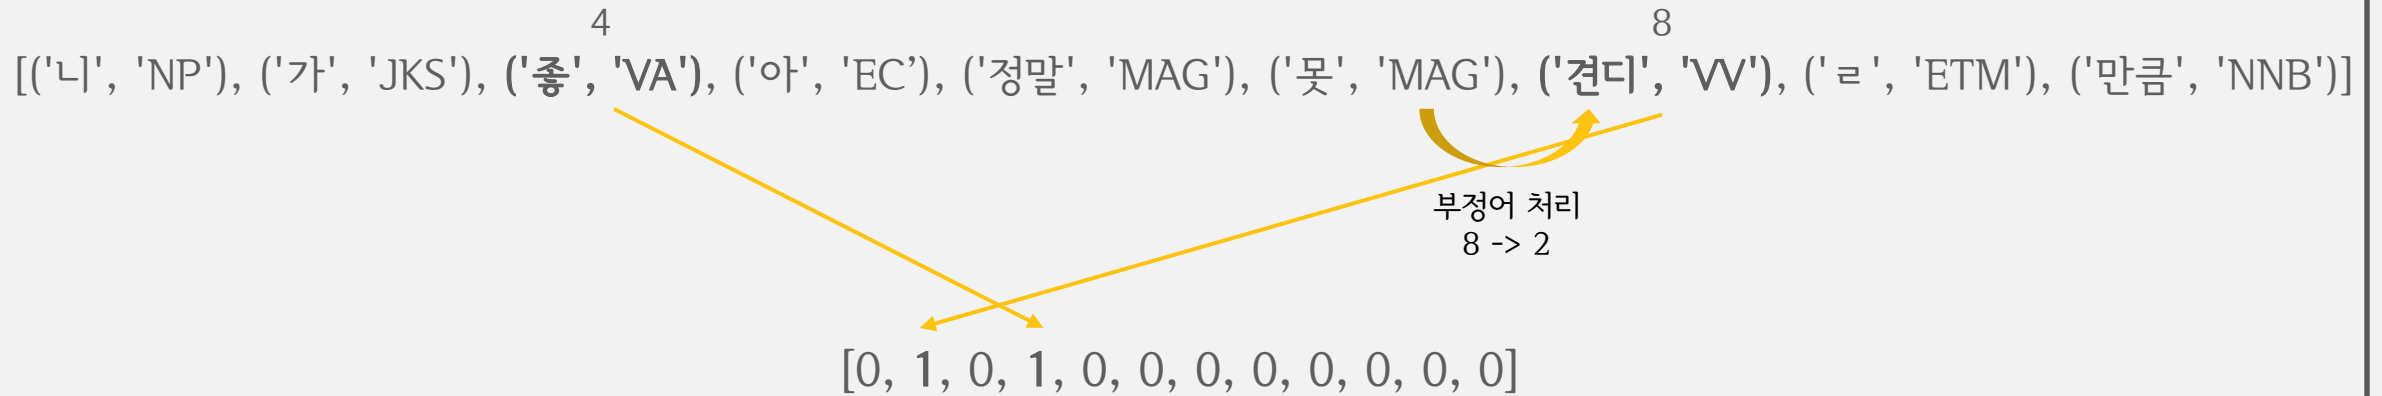 4 8
[('니', 'NP'), ('가', 'JKS'), ('좋', 'VA'), ('아', 'EC’), ('정말', 'MAG'), ('못', 'MAG'), ('견디', 'VV'), ('ㄹ', 'ETM'), ('만큼', 'NNB')]
부정어 처리
8 -> 2
[0, 1, 0, 1, 0, 0, 0, 0, 0, 0, 0, 0]